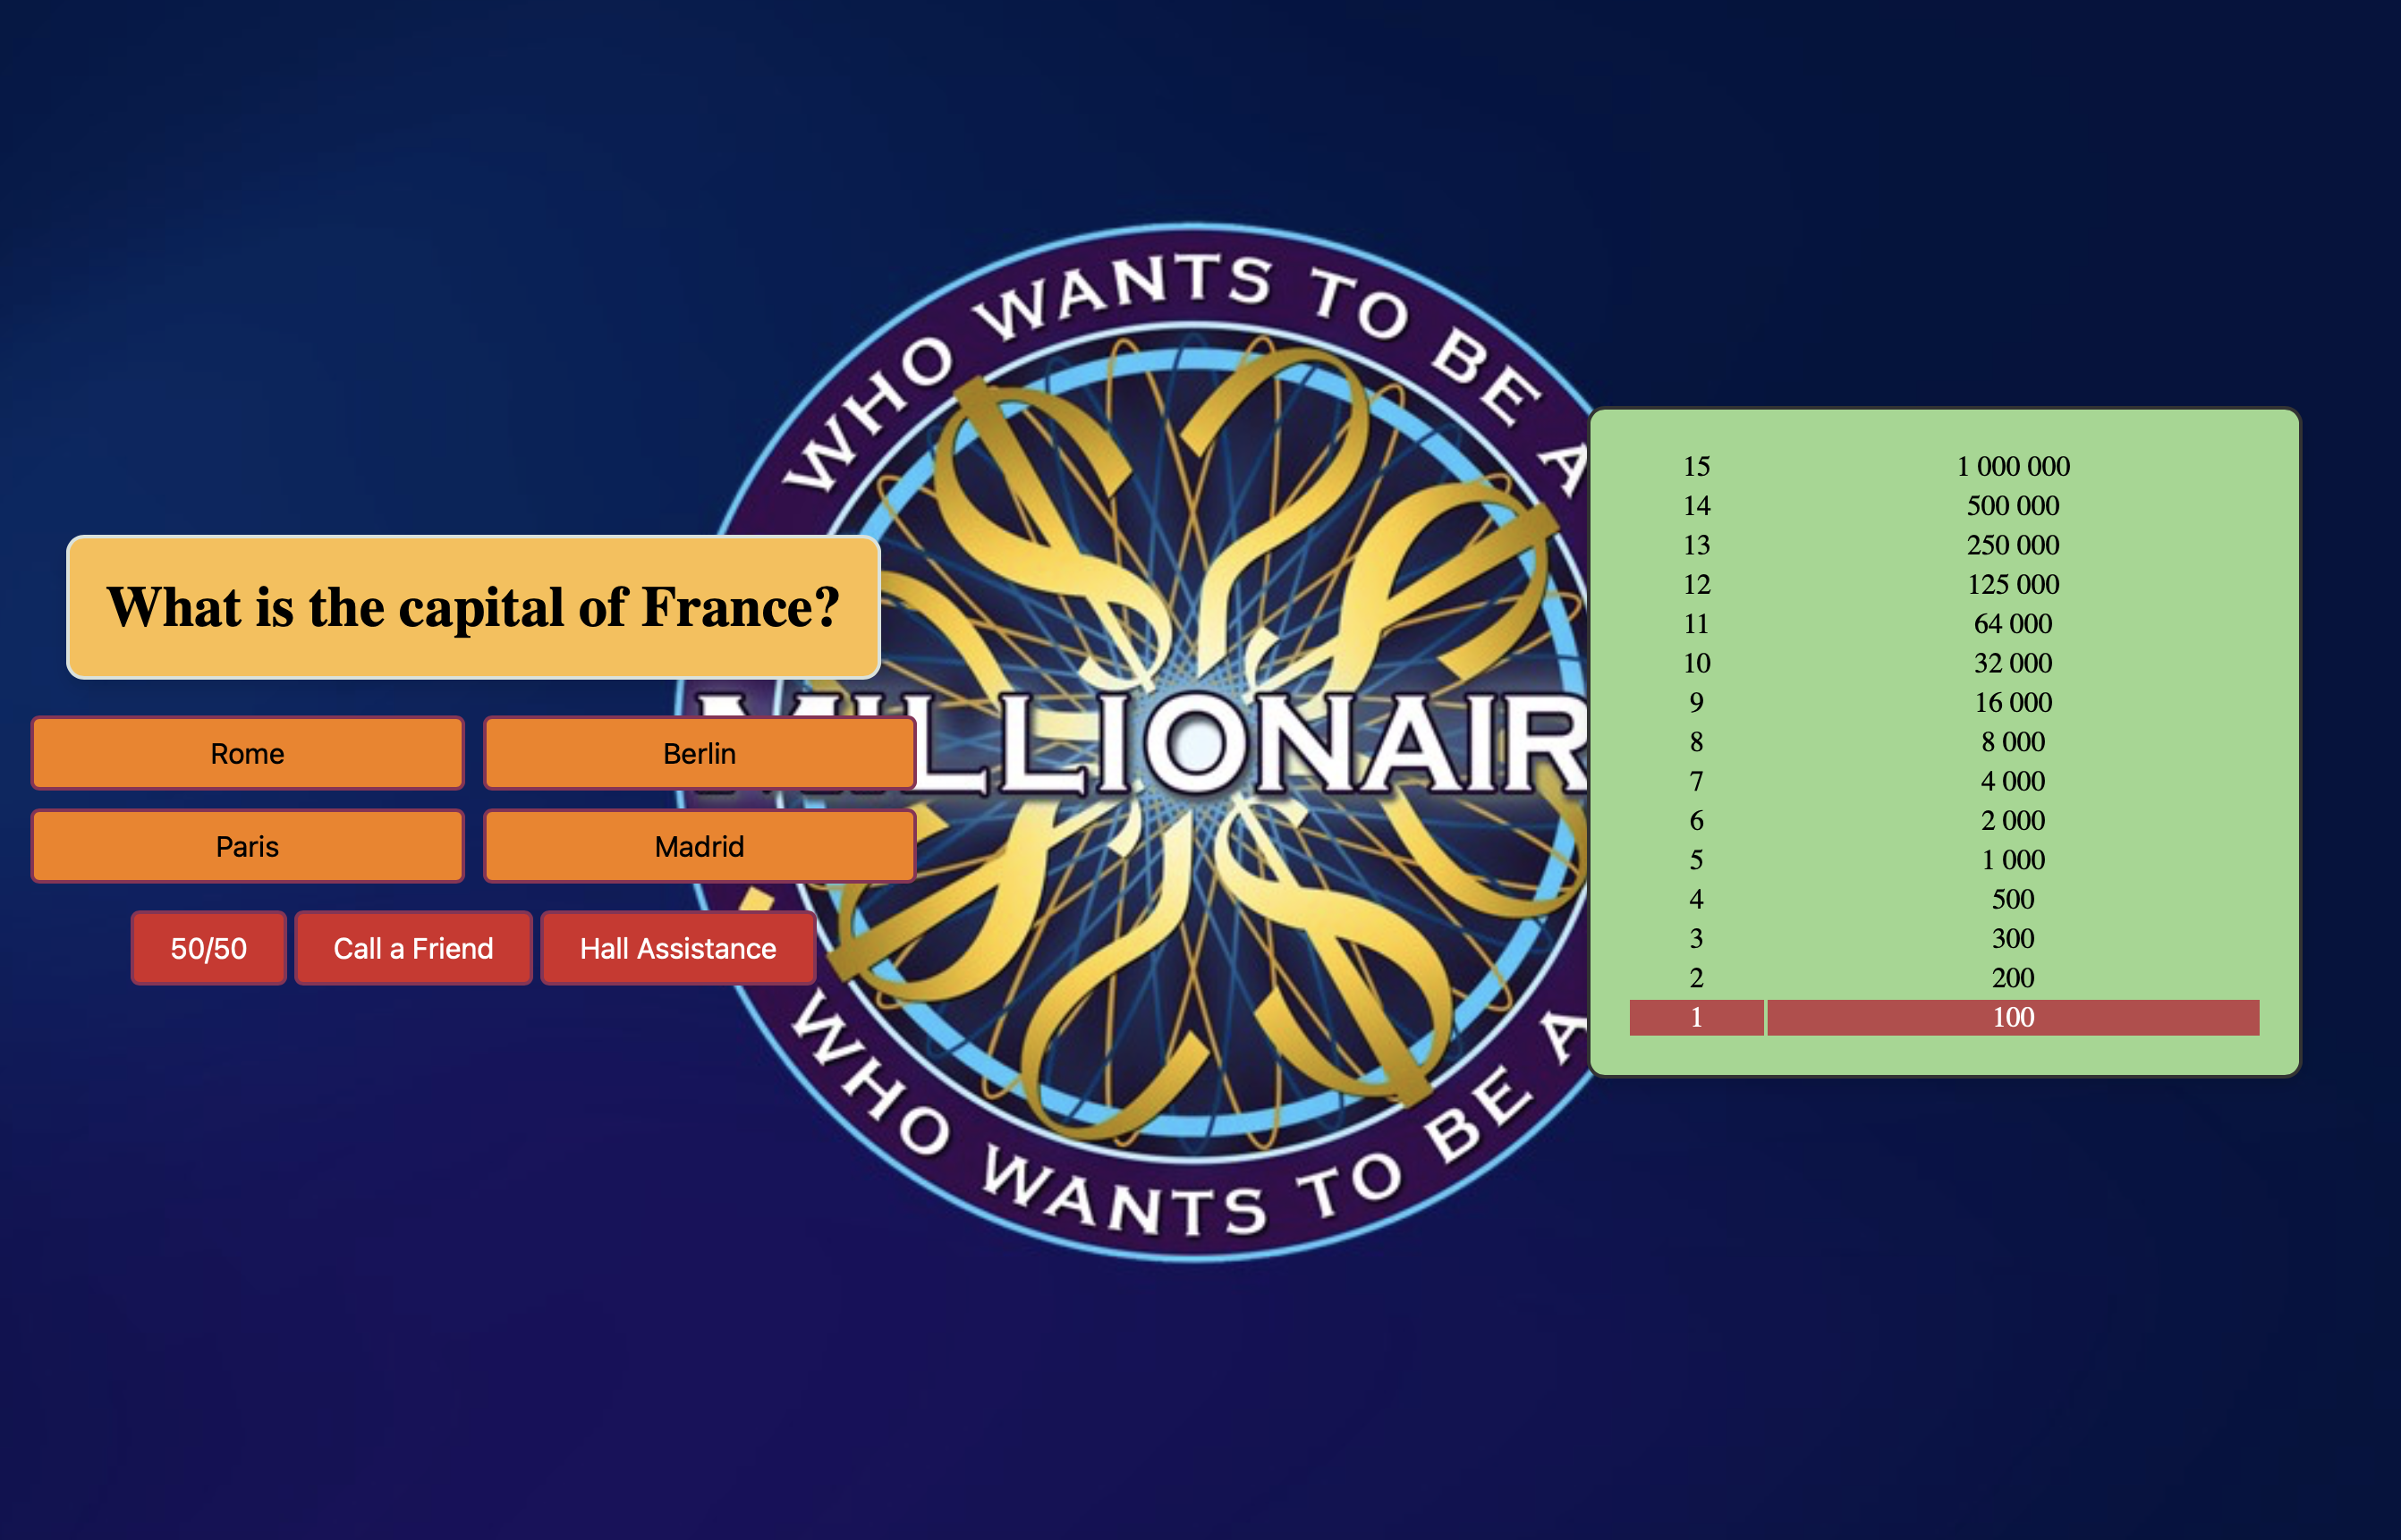 WHO WANTS TO BE A
What is the capital of France?
MILLIONAIR
Rome
Berlin
Paris
Madrid
50/50
Call a Friend
Hall Assistance
WHO WANTS TO BE A
15 1 000 000
14 500 000
13 250 000
12 125 000
11 64 000
10 32 000
9 16 000
8 8 000
7 4 000
6 2 000
5 1 000
4 500
3 300
2 200
1 100